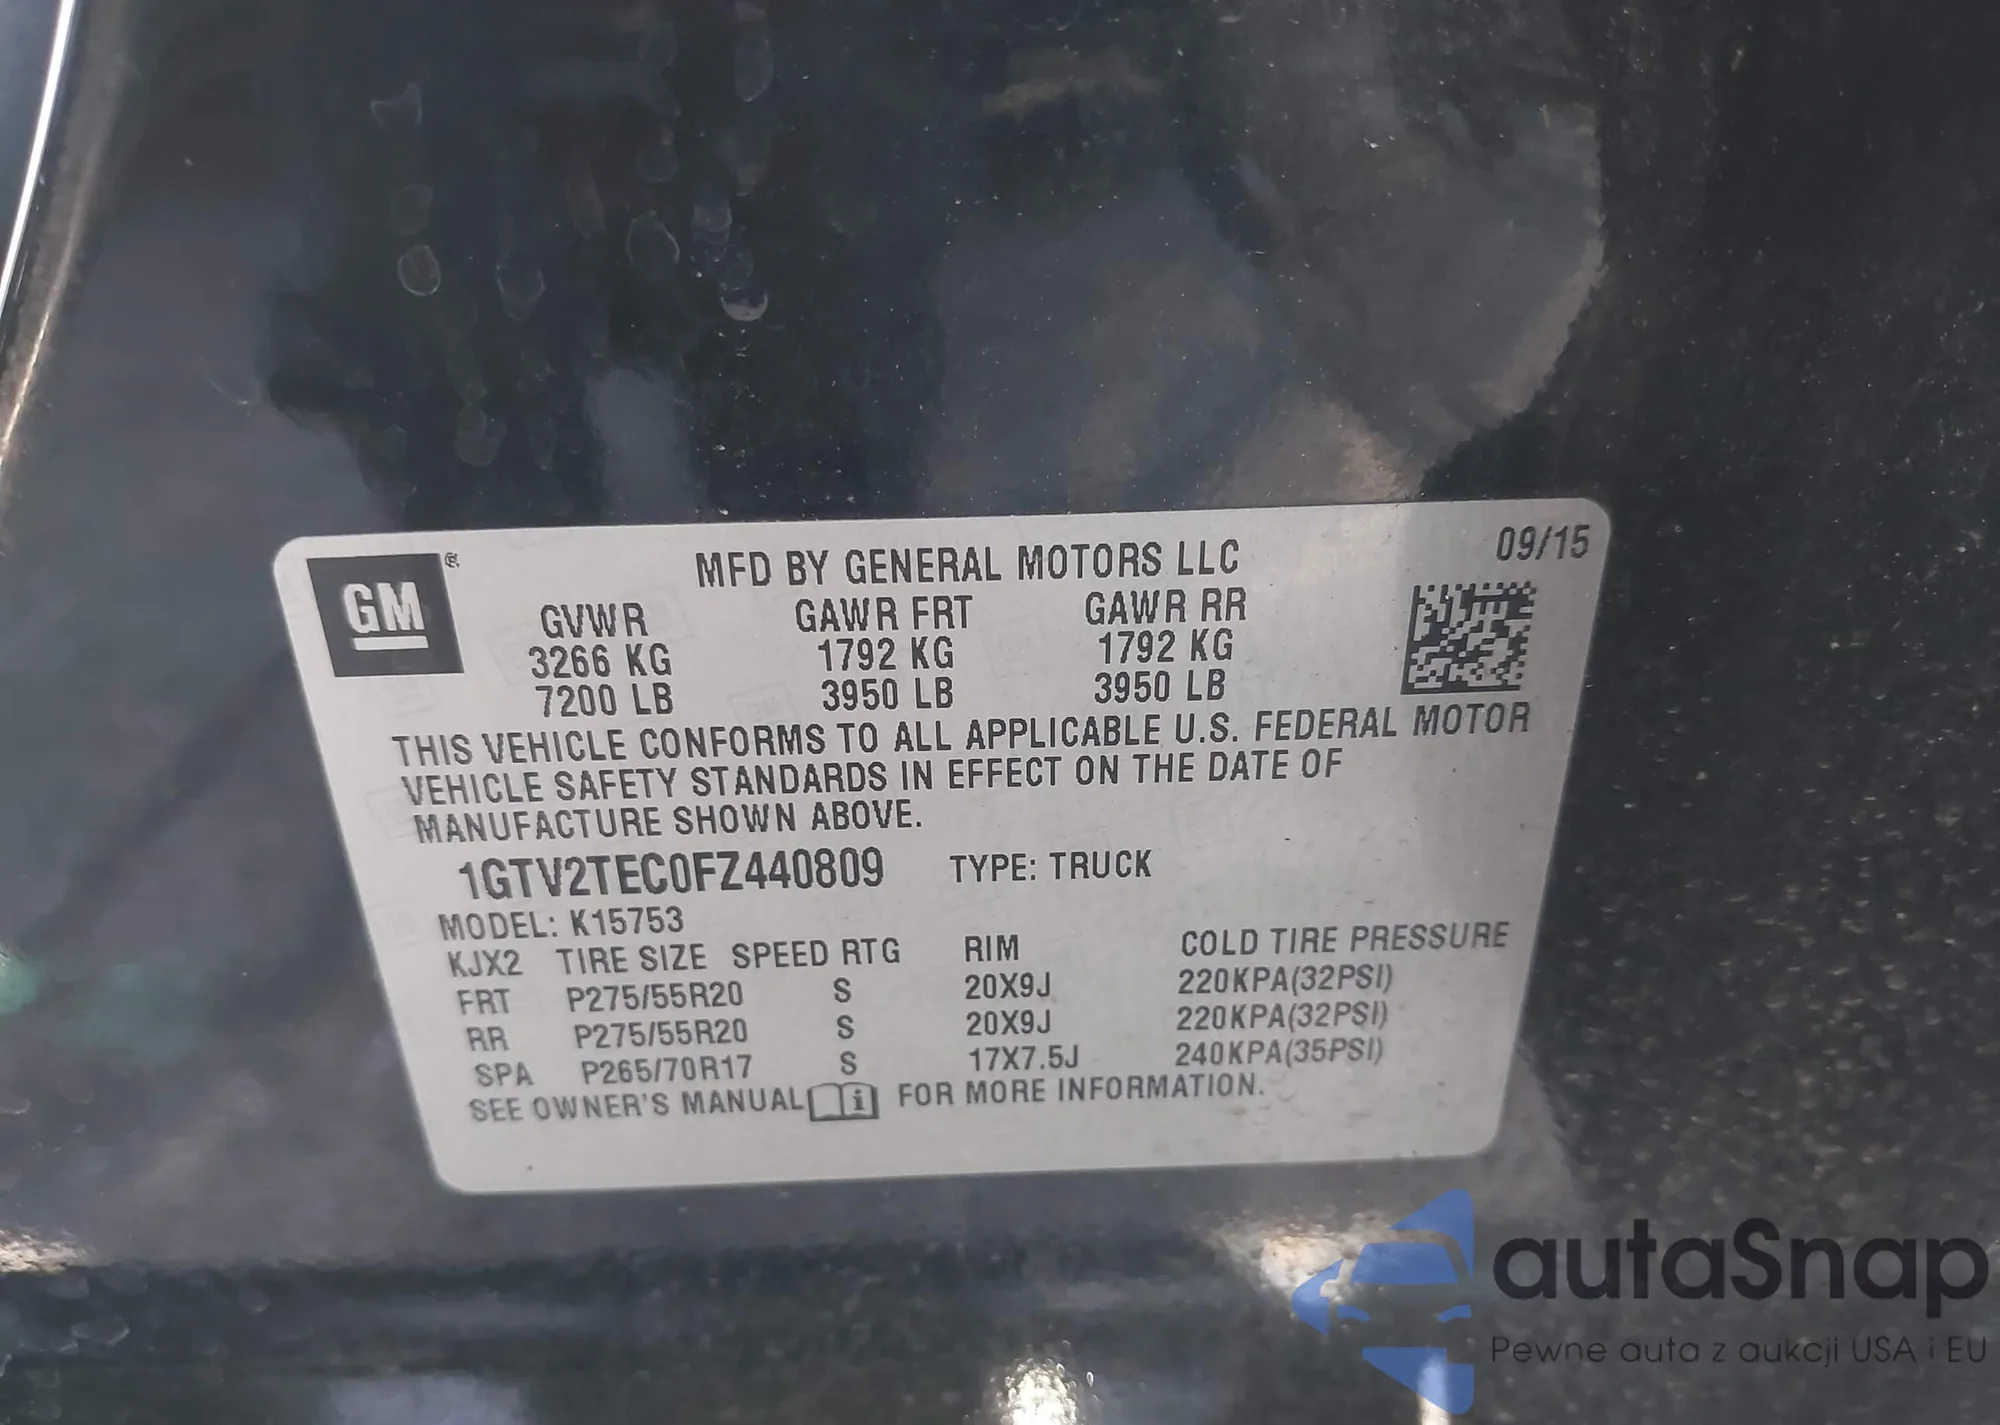 GM®
MFD BY GENERAL MOTORS LLC 09/15
GVWR GAWR FRT GAWR RR
3266 KG 1792 KG 1792 KG
7200 LB 3950 LB 3950 LB
THIS VEHICLE CONFORMS TO ALL APPLICABLE U.S. FEDERAL MOTOR
VEHICLE SAFETY STANDARDS IN EFFECT ON THE DATE OF
MANUFACTURE SHOWN ABOVE.
1GTV2TEC0FZ440809 TYPE: TRUCK
MODEL: K15753
KJX2 TIRE SIZE SPEED RTG RIM COLD TIRE PRESSURE
FRT P275/55R20 S 20X9J 220KPA(32PSI)
RR P275/55R20 S 20X9J 220KPA(32PSI)
SPA P265/70R17 S 17X7.5J 240KPA(35PSI)
SEE OWNER'S MANUAL i FOR MORE INFORMATION.
autaSnap
Pewne auta z aukcji USA i EU